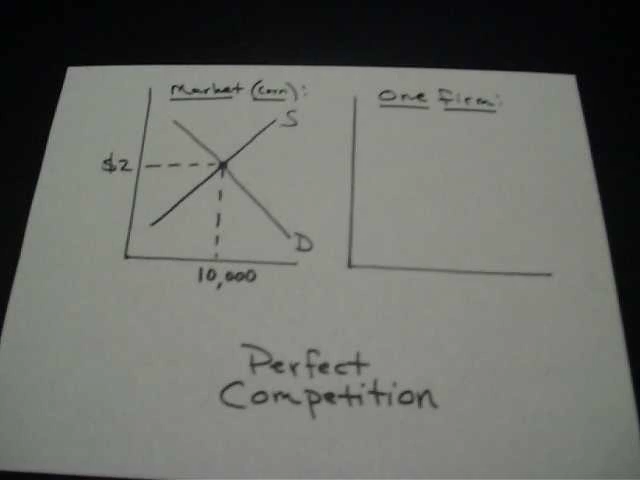 Market (corn):
One Firm:
S
$2
D
10,000
Perfect
Competition